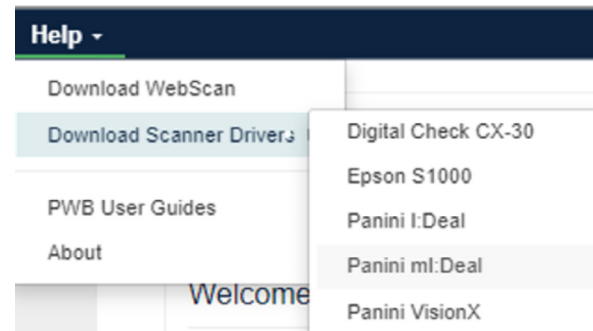 Help
Download WebScan
Download Scanner Drivers
Digital Check CX-30
Epson S1000
Panini I:Deal
PWB User Guides
Panini mI:Deal
About
Welcome
Panini VisionX